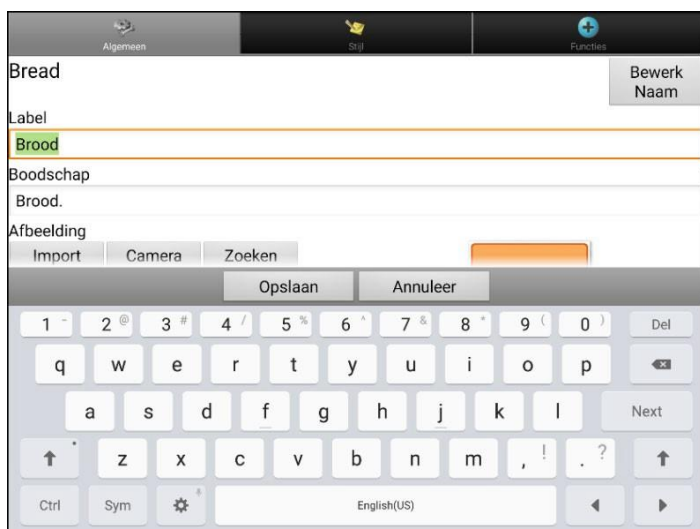 Algemeen Stijl Functies
Bread
Bewerk
Naam
Label
Brood
Boodschap
Brood.
Afbeelding
Import Camera Zoeken
Opslaan Annuleer
1 - 2 @ 3 # 4 / 5 % 6 ^ 7 & 8 * 9 ( 0 ) Del
q w e r t y u i o p
a s d f g h j k l Next
z x c v b n m , ! . ?
Ctrl Sym English(US)